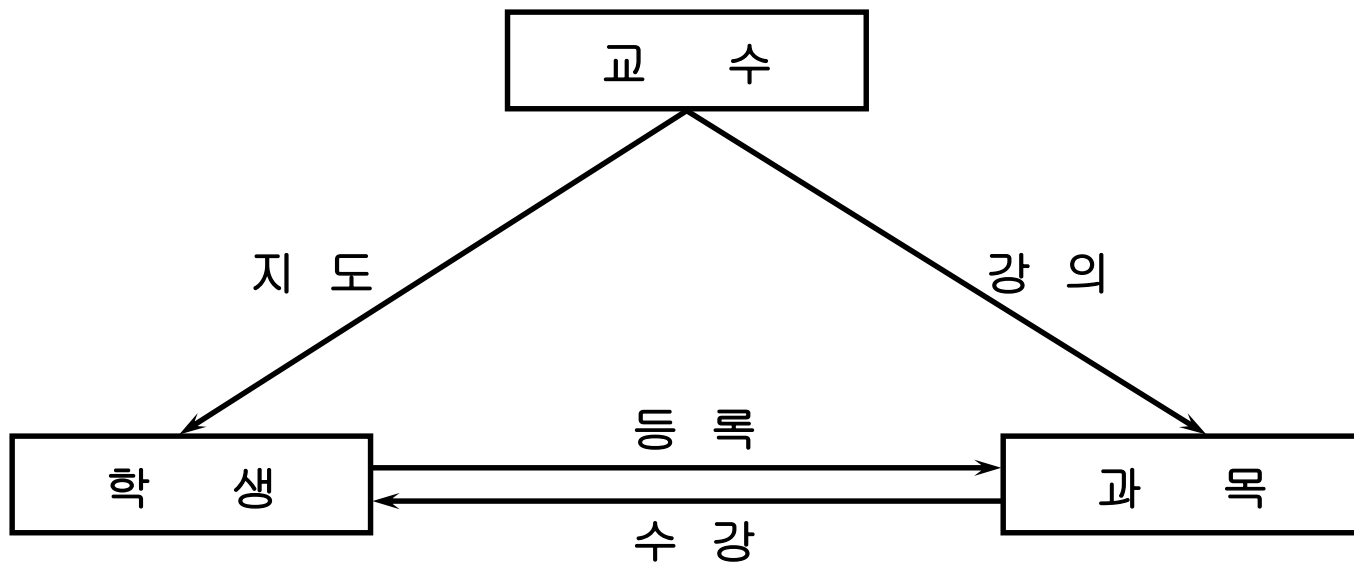 교 수
지 도
강 의
등 록
학 생
과 목
수 강